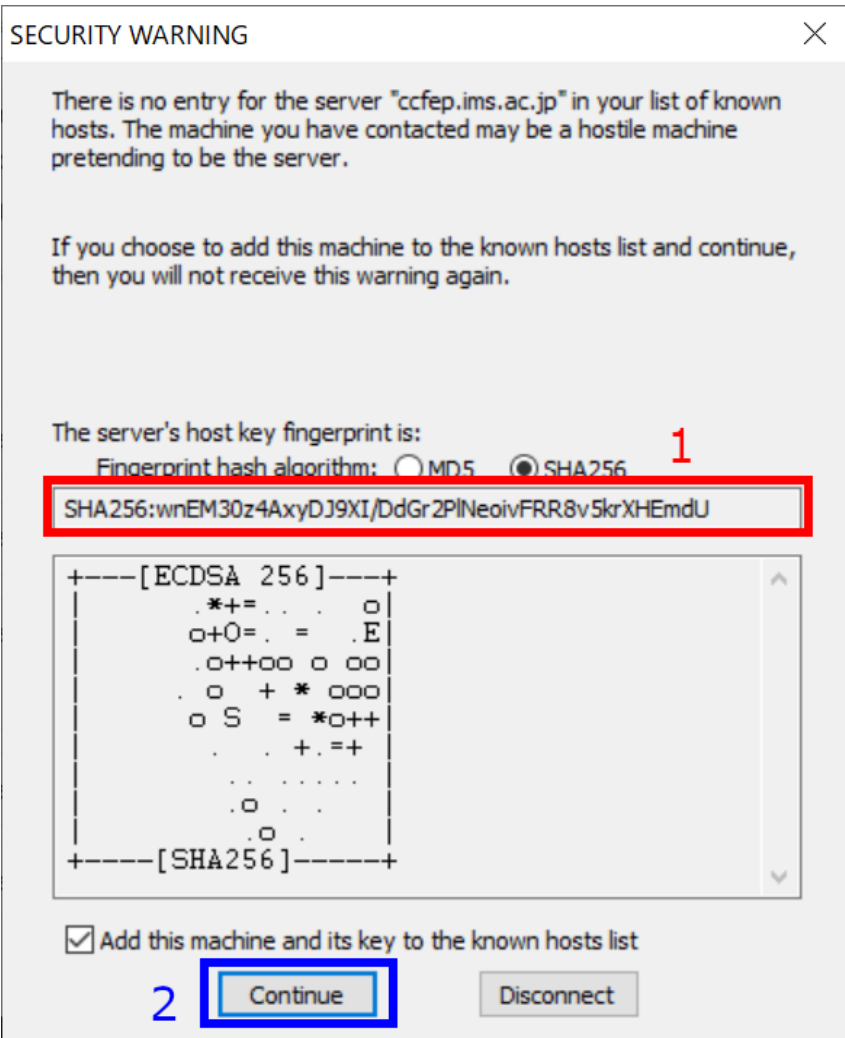 SECURITY WARNING
There is no entry for the server "ccfep.ims.ac.jp" in your list of known
hosts. The machine you have contacted may be a hostile machine
pretending to be the server.
If you choose to add this machine to the known hosts list and continue,
then you will not receive this warning again.
The server's host key fingerprint is:
1
Fingerprint hash algorithm: MD5 SHA256
SHA256:wnEM30z4AxyDJ9XI/DdGr2PlNeoivFRR8v5krXHEmdU
+---[ECDSA 256]---+
|       .*+=.. .  o|
|       o+O=. =  .E|
|       .o++oo o oo|
|      . o  + * ooo|
|       o S  = *o++|
|        .  . +.=+ |
|         .. ..... |
|         .o . .   |
|          .o .    |
+----[SHA256]-----+
Add this machine and its key to the known hosts list
2 Continue Disconnect